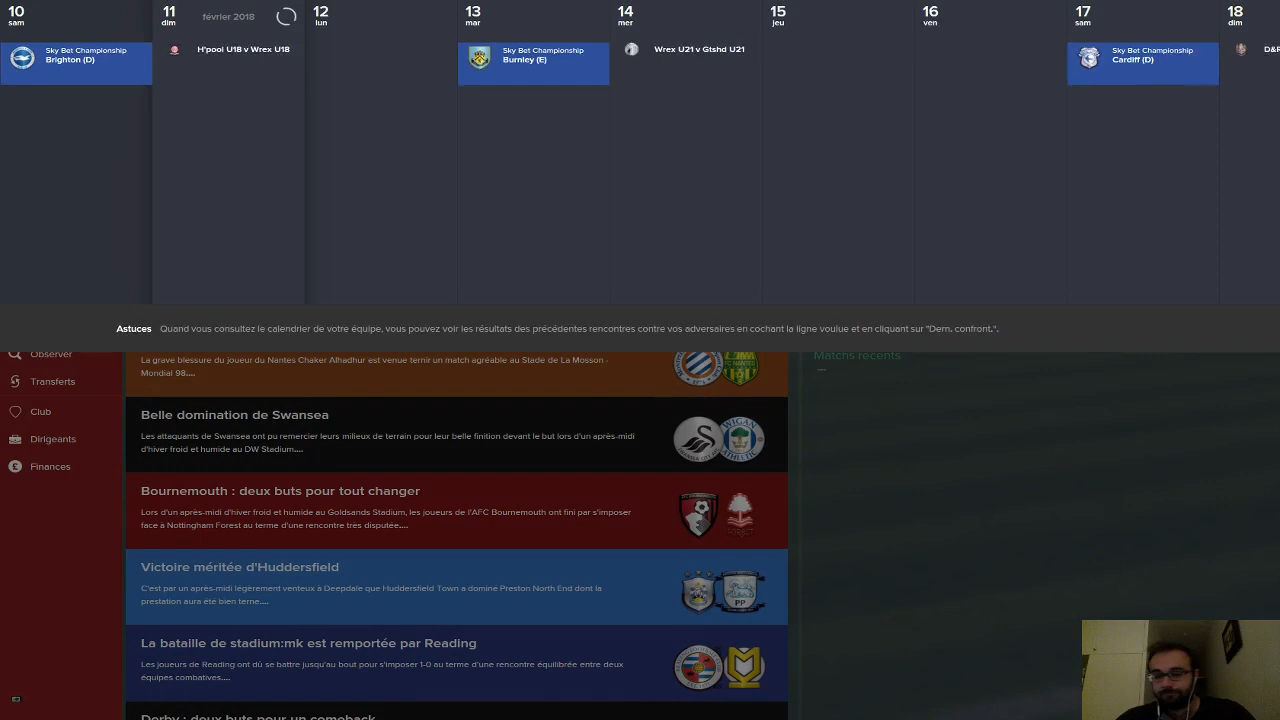 10
sam
11
dim
février 2018
12
lun
13
mar
14
mer
15
jeu
16
ven
17
sam
18
dim
Sky Bet Championship
Brighton (D)
H'pool U18 v Wrex U18
Sky Bet Championship
Burnley (E)
Wrex U21 v Gtshd U21
Sky Bet Championship
Cardiff (D)
D&R
Astuces Quand vous consultez le calendrier de votre équipe, vous pouvez voir les résultats des précédentes rencontres contre vos adversaires en cochant la ligne voulue et en cliquant sur "Dern. confront.".
Observer
Transferts
Club
Dirigeants
Finances
La grave blessure du joueur du Nantes Chaker Alhadhur est venue ternir un match agréable au Stade de La Mosson -
Mondial 98....
Belle domination de Swansea
Les attaquants de Swansea ont pu remercier leurs milieux de terrain pour leur belle finition devant le but lors d'un après-midi
d'hiver froid et humide au DW Stadium....
Bournemouth : deux buts pour tout changer
Lors d'un après-midi d'hiver froid et humide au Goldsands Stadium, les joueurs de l'AFC Bournemouth ont fini par s'imposer
face à Nottingham Forest au terme d'une rencontre très disputée....
Victoire méritée d'Huddersfield
C'est par un après-midi légèrement venteux à Deepdale que Huddersfield Town a dominé Preston North End dont la
prestation aura été bien terne....
La bataille de stadium:mk est remportée par Reading
Les joueurs de Reading ont dû se battre jusqu'au bout pour s'imposer 1-0 au terme d'une rencontre équilibrée entre deux
équipes combatives....
Derby : deux buts pour un comeback
Matchs récents
---
PP